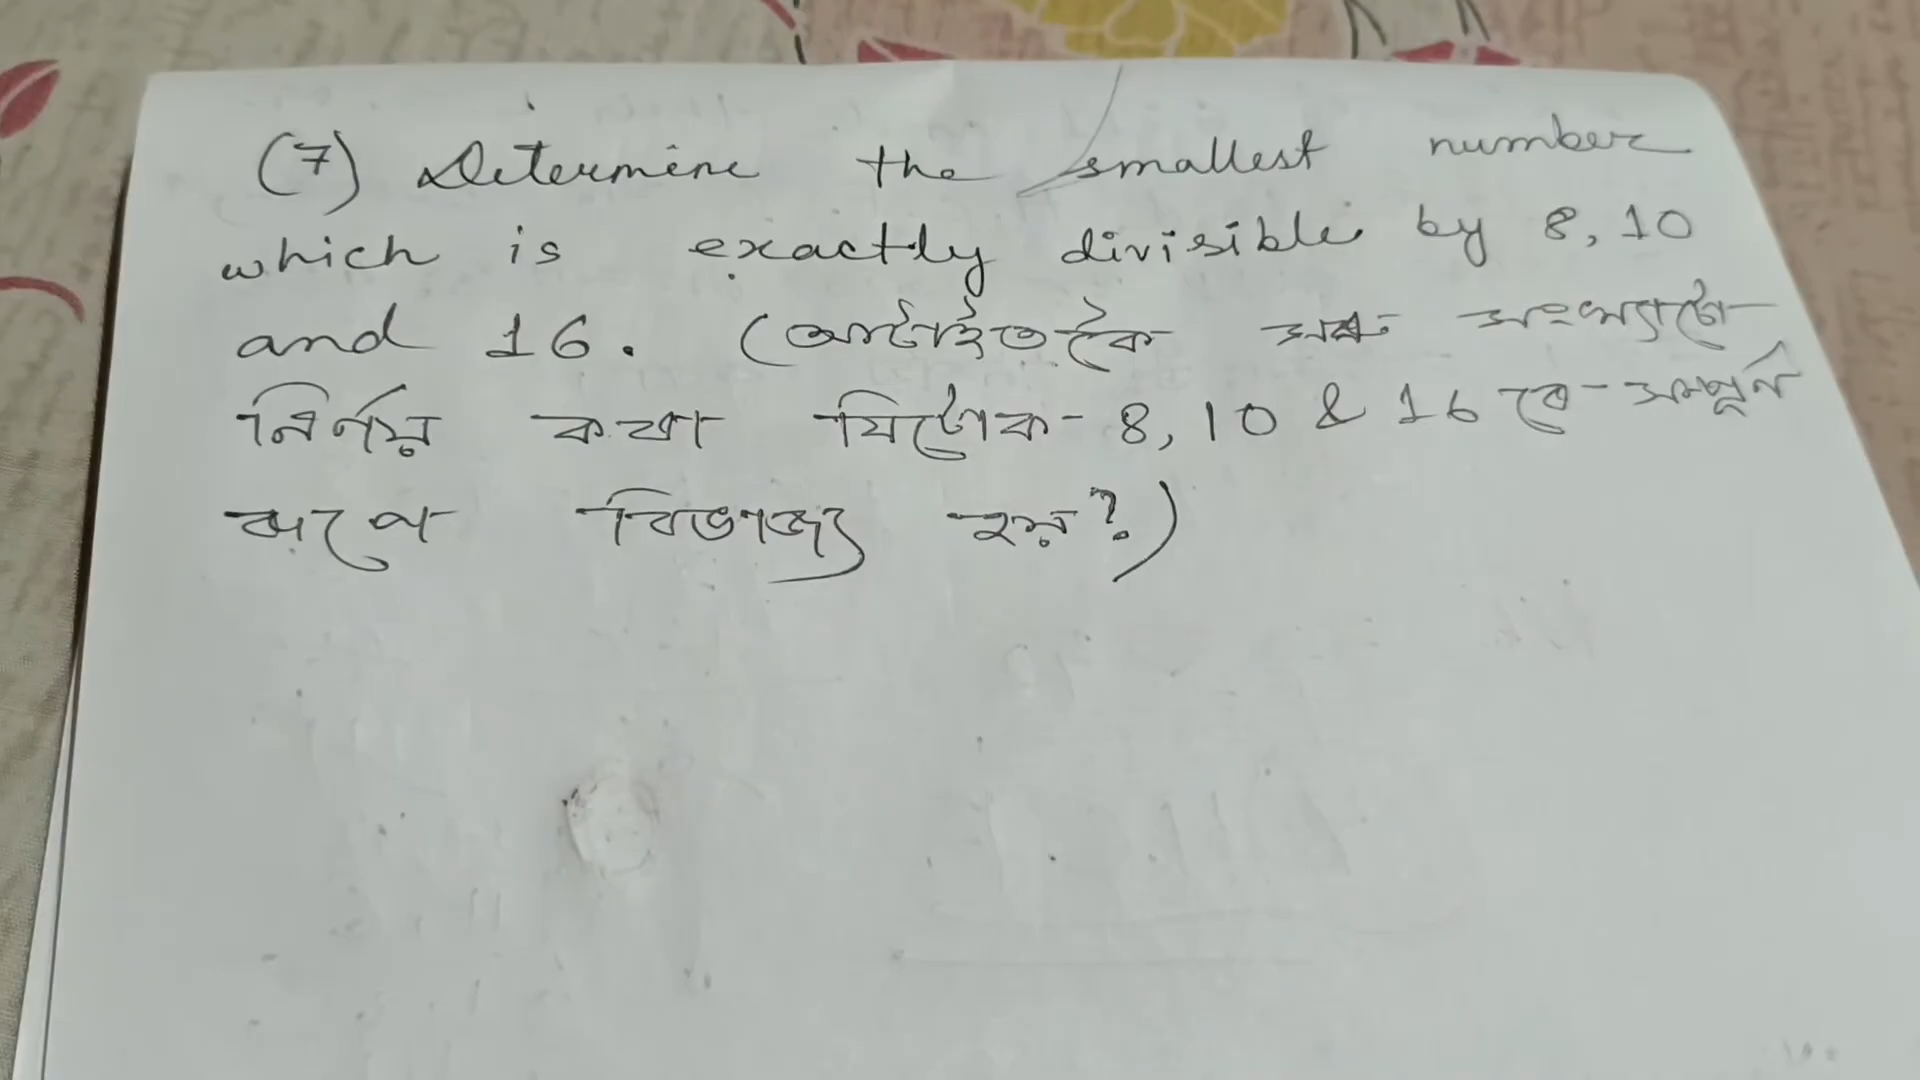 (7) Determine the smallest number
which is exactly divisible by 8, 10
and 16. (আটাইতকৈ সৰু সংখ্যাটো
নিৰ্ণয় কৰা যিটোক 8, 10 & 16 ৰে সম্পূৰ্ণ
ৰূপে বিভাজ্য হয়?)